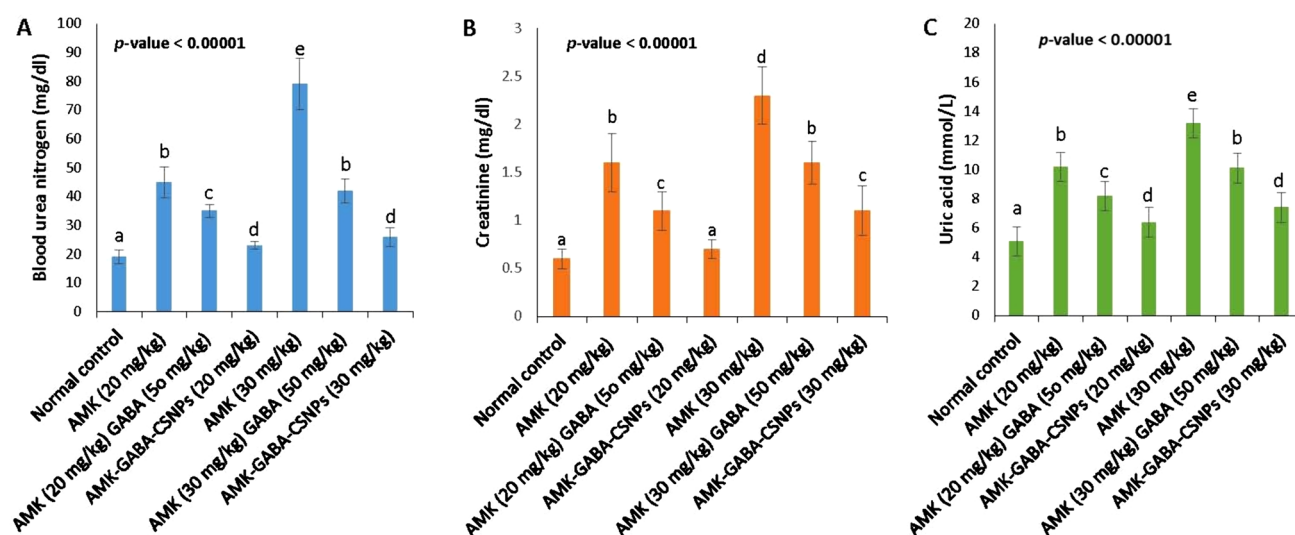 A
Blood urea nitrogen (mg/dl)
100
90
80
70
60
50
40
30
20
10
0
p-value < 0.00001
a
b
c
d
e
b
d
Normal control
AMK (20 mg/kg)
AMK (20 mg/kg) GABA (5o mg/kg)
AMK-GABA-CSNPs (20 mg/kg)
AMK (30 mg/kg)
AMK (30 mg/kg) GABA (50 mg/kg)
AMK-GABA-CSNPs (30 mg/kg)
B
Creatinine (mg/dl)
3
2.5
2
1.5
1
0.5
0
p-value < 0.00001
a
b
c
a
d
b
c
Normal control
AMK (20 mg/kg)
AMK (20 mg/kg) GABA (5o mg/kg)
AMK-GABA-CSNPs (20 mg/kg)
AMK (30 mg/kg)
AMK (30 mg/kg) GABA (50 mg/kg)
AMK-GABA-CSNPs (30 mg/kg)
C
Uric acid (mmol/L)
20
18
16
14
12
10
8
6
4
2
0
p-value < 0.00001
a
b
c
d
e
b
d
Normal control
AMK (20 mg/kg)
AMK (20 mg/kg) GABA (5o mg/kg)
AMK-GABA-CSNPs (20 mg/kg)
AMK (30 mg/kg)
AMK (30 mg/kg) GABA (50 mg/kg)
AMK-GABA-CSNPs (30 mg/kg)